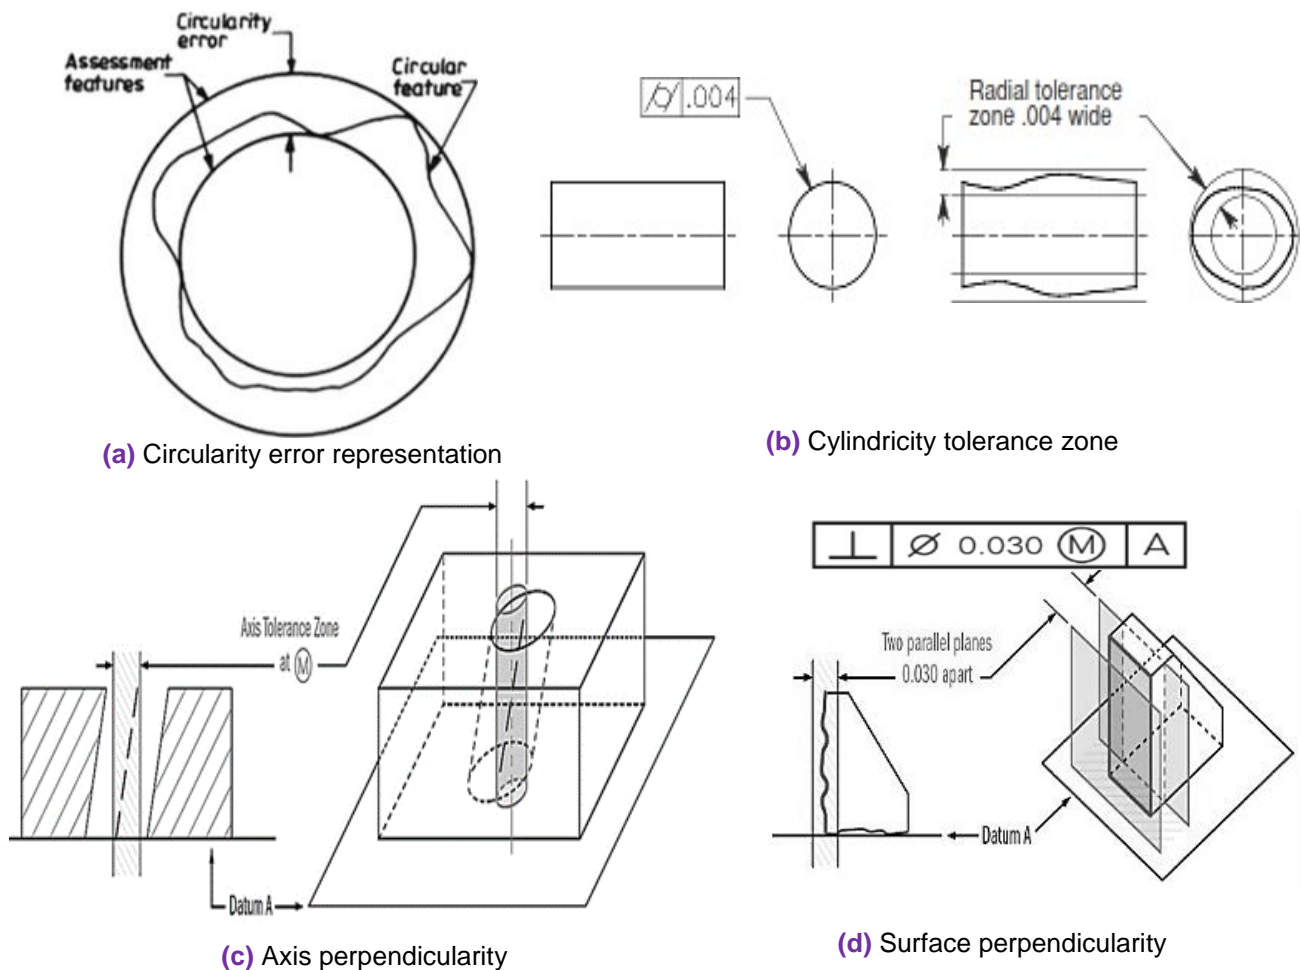 Circularity
error
Assessment
features
Circular
feature
(a) Circularity error representation
⌭ .004
Radial tolerance
zone .004 wide
(b) Cylindricity tolerance zone
Axis Tolerance Zone
at Ⓜ
Datum A
(c) Axis perpendicularity
⊥ Ø 0.030 Ⓜ A
Two parallel planes
0.030 apart
Datum A
(d) Surface perpendicularity